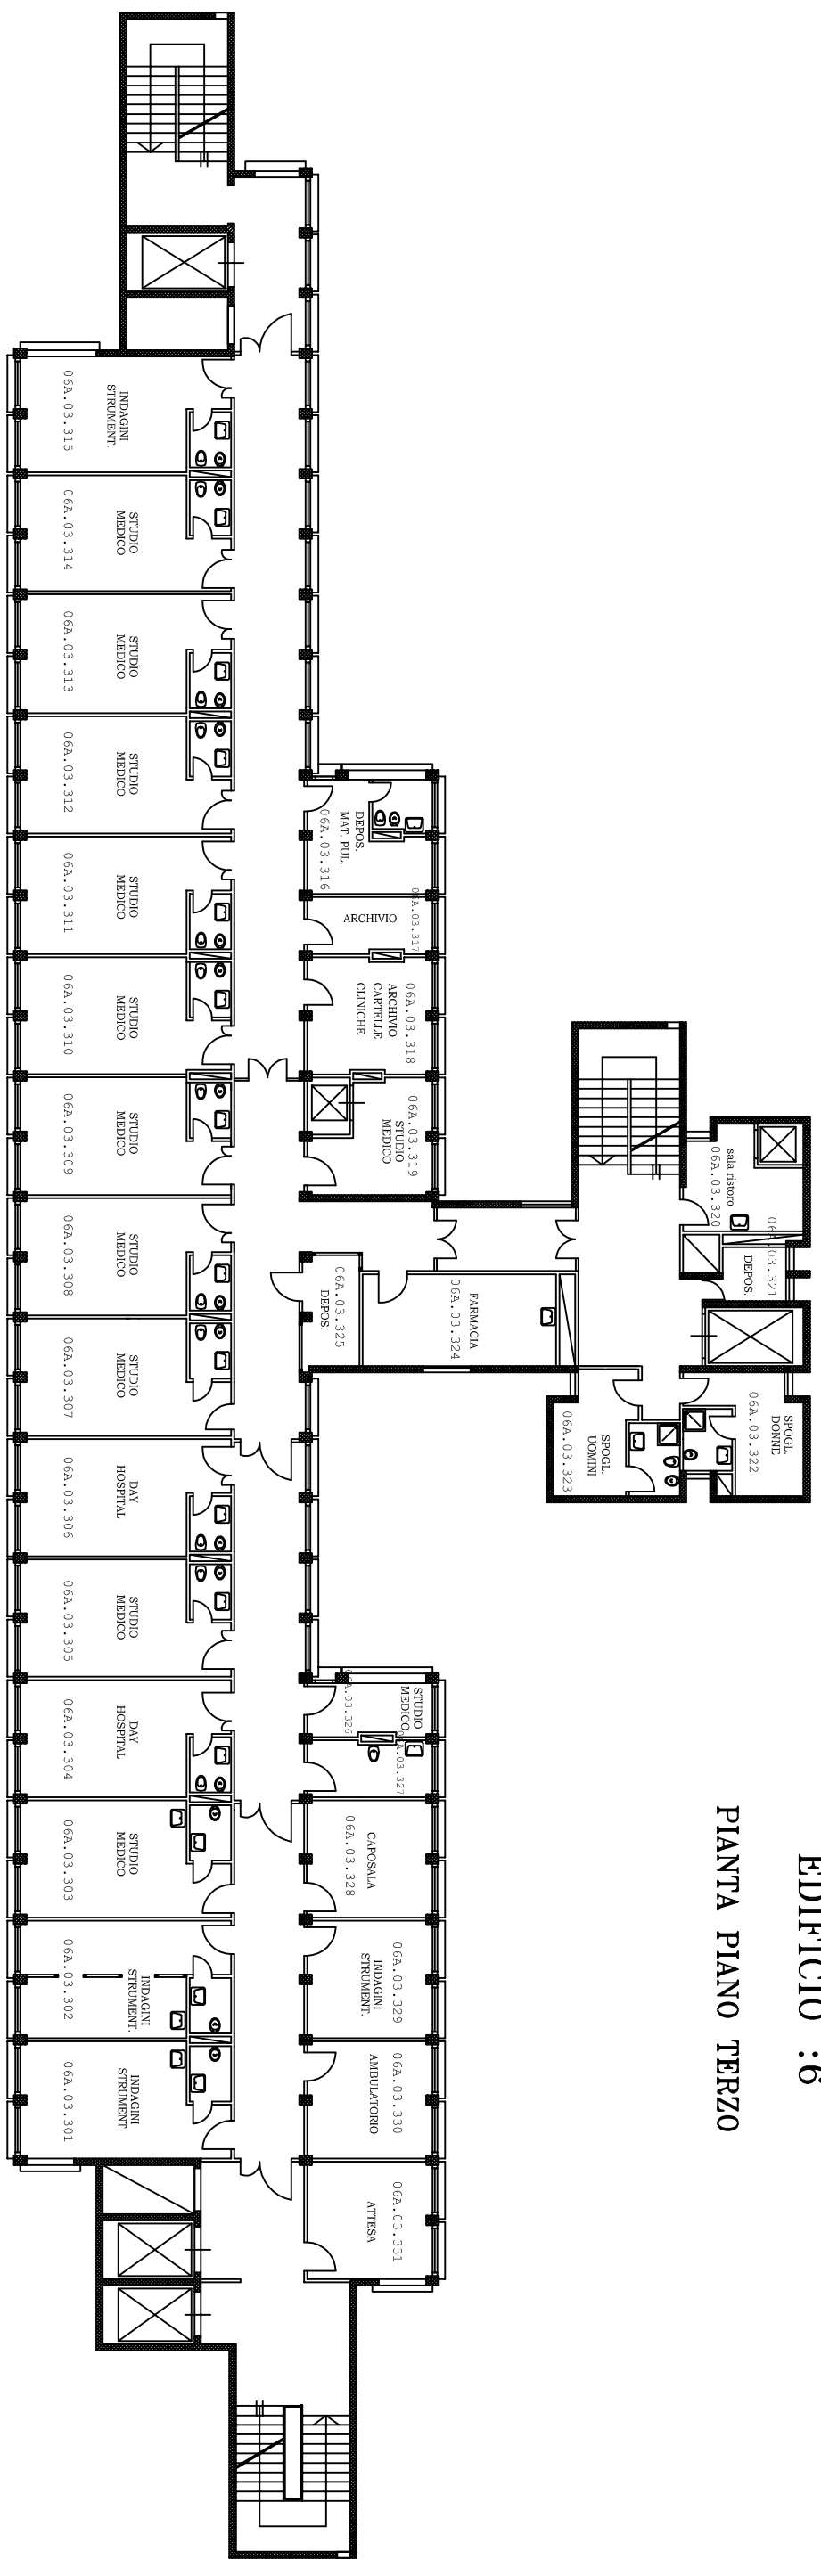 EDIFICIO :6
PIANTA PIANO TERZO
INDAGINI
STRUMENT.
06A.03.315
STUDIO
MEDICO
06A.03.314
STUDIO
MEDICO
06A.03.313
STUDIO
MEDICO
06A.03.312
STUDIO
MEDICO
06A.03.311
STUDIO
MEDICO
06A.03.310
STUDIO
MEDICO
06A.03.309
STUDIO
MEDICO
06A.03.308
STUDIO
MEDICO
06A.03.307
DAY
HOSPITAL
06A.03.306
STUDIO
MEDICO
06A.03.305
DAY
HOSPITAL
06A.03.304
STUDIO
MEDICO
06A.03.303
INDAGINI
STRUMENT.
06A.03.302
INDAGINI
STRUMENT.
06A.03.301
DEPOS.
MAT. PUL.
06A.03.316
06A.03.317
ARCHIVIO
06A.03.318
ARCHIVIO
CARTELLE
CLINICHE
06A.03.319
STUDIO
MEDICO
sala ristoro
06A.03.320
06A.03.321
DEPOS.
SPOGL.
DONNE
06A.03.322
SPOGL.
UOMINI
06A.03.323
FARMACIA
06A.03.324
06A.03.325
DEPOS.
STUDIO
MEDICO
06A.03.326
06A.03.327
CAPOSALA
06A.03.328
06A.03.329
INDAGINI
STRUMENT.
06A.03.330
AMBULATORIO
06A.03.331
ATTESA